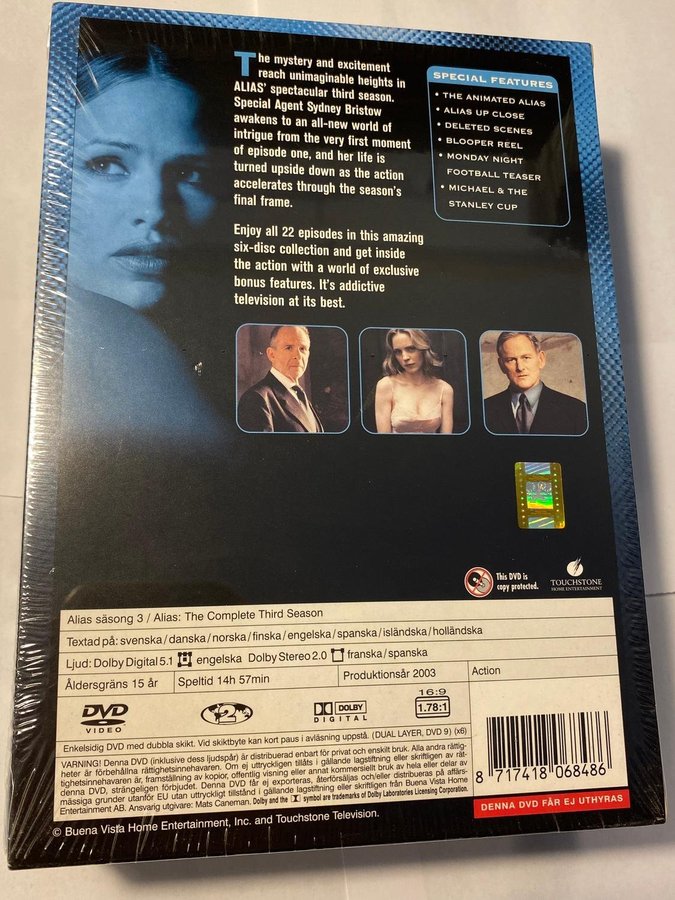 The mystery and excitement
reach unimaginable heights in
ALIAS' spectacular third season.
Special Agent Sydney Bristow
awakens to an all-new world of
intrigue from the very first moment
of episode one, and her life is
turned upside down as the action
accelerates through the season's
final frame.
Enjoy all 22 episodes in this amazing
six-disc collection and get inside
the action with a world of exclusive
bonus features. It's addictive
television at its best.
SPECIAL FEATURES
• THE ANIMATED ALIAS
• ALIAS UP CLOSE
• DELETED SCENES
• BLOOPER REEL
• MONDAY NIGHT
FOOTBALL TEASER
• MICHAEL & THE
STANLEY CUP
This DVD is
copy protected.
TOUCHSTONE
HOME ENTERTAINMENT
Alias säsong 3 / Alias: The Complete Third Season
Textad på: svenska/danska/norska/finska/engelska/spanska/isländska/holländska
Ljud: Dolby Digital 5.1 engelska Dolby Stereo 2.0 franska/spanska
Åldersgräns 15 år
Speltid 14h 57min
Produktionsår 2003
Action
DVD
VIDEO
2
DOLBY
DIGITAL
16:9
1.78:1
Enkelsidig DVD med dubbla skikt. Vid skiktbyte kan kort paus i avläsning uppstå. (DUAL LAYER, DVD 9) (x6)
VARNING! Denna DVD (inklusive dess ljudspår) är distribuerad enbart för privat och enskilt bruk. Alla andra rättig-
heter är förbehållna rättighetsinnehavaren. Om ej uttryckligen tillåts i gällande lagstiftning eller skriftligen av rät-
tighetsinnehavaren, framställning av kopior, offentlig visning eller annat kommersiellt bruk av hela eller delar av
denna DVD, strängeligen förbjudet. Denna DVD får ej exporteras, återförsäljas och/eller distribueras på affärs-
mässiga grunder utanför EU utan uttryckligt tillstånd i gällande lagstiftning eller skriftligen från Buena Vista Home
Entertainment AB. Ansvarig utgivare: Mats Caneman. Dolby and the symbol are trademarks of Dolby Laboratories Licensing Corporation.
8 717418 068486
DENNA DVD FÅR EJ UTHYRAS
© Buena Vista Home Entertainment, Inc. and Touchstone Television.